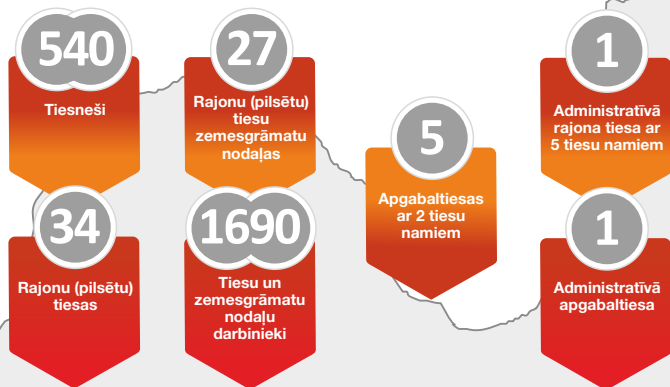 540
Tiesneši
27
Rajonu (pilsētu)
tiesu
zemesgrāmatu
nodaļas
5
Apgabaltiesas
ar 2 tiesu
namiem
1
Administratīvā
rajona tiesa ar
5 tiesu namiem
34
Rajonu (pilsētu)
tiesas
1690
Tiesu un
zemesgrāmatu
nodaļu
darbinieki
1
Administratīvā
apgabaltiesa